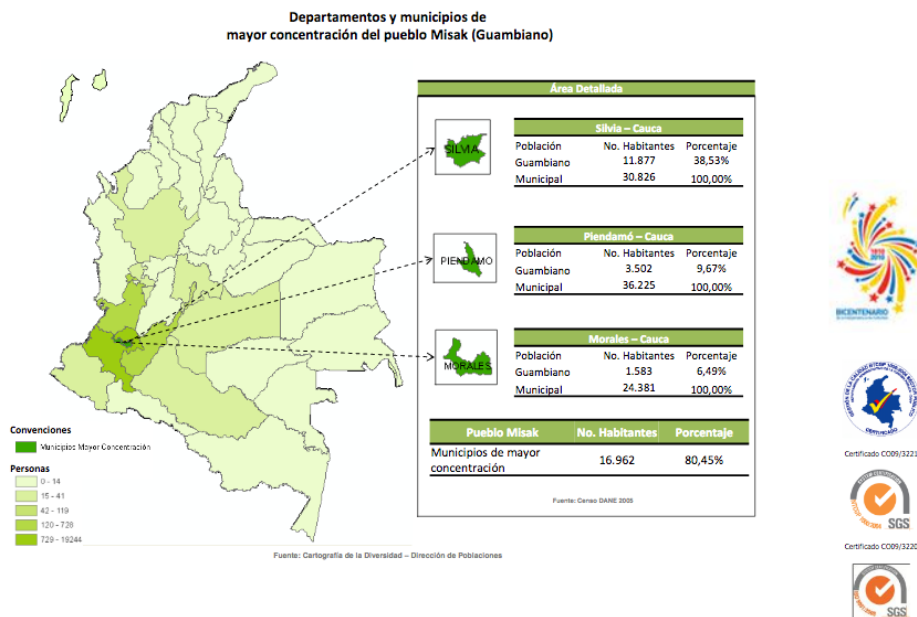 Departamentos y municipios de
mayor concentración del pueblo Misak (Guambiano)
Área Detallada
SILVIA
Silvia – Cauca
Población No. Habitantes Porcentaje
Guambiano 11.877 38,53%
Municipal 30.826 100,00%
PIENDAMO
Piendamó – Cauca
Población No. Habitantes Porcentaje
Guambiano 3.502 9,67%
Municipal 36.225 100,00%
MORALES
Morales – Cauca
Población No. Habitantes Porcentaje
Guambiano 1.583 6,49%
Municipal 24.381 100,00%
Pueblo Misak No. Habitantes Porcentaje
Municipios de mayor
concentración 16.962 80,45%
Fuente: Censo DANE 2005
Convenciones
Municipios Mayor Concentración
Personas
0 - 14
15 - 41
42 - 119
120 - 728
729 - 19244
Fuente: Cartografía de la Diversidad – Dirección de Poblaciones
1810
2010
BICENTENARIO
CERTIFICADO
Certificado CO09/3221
SGS
Certificado CO09/3220
SGS